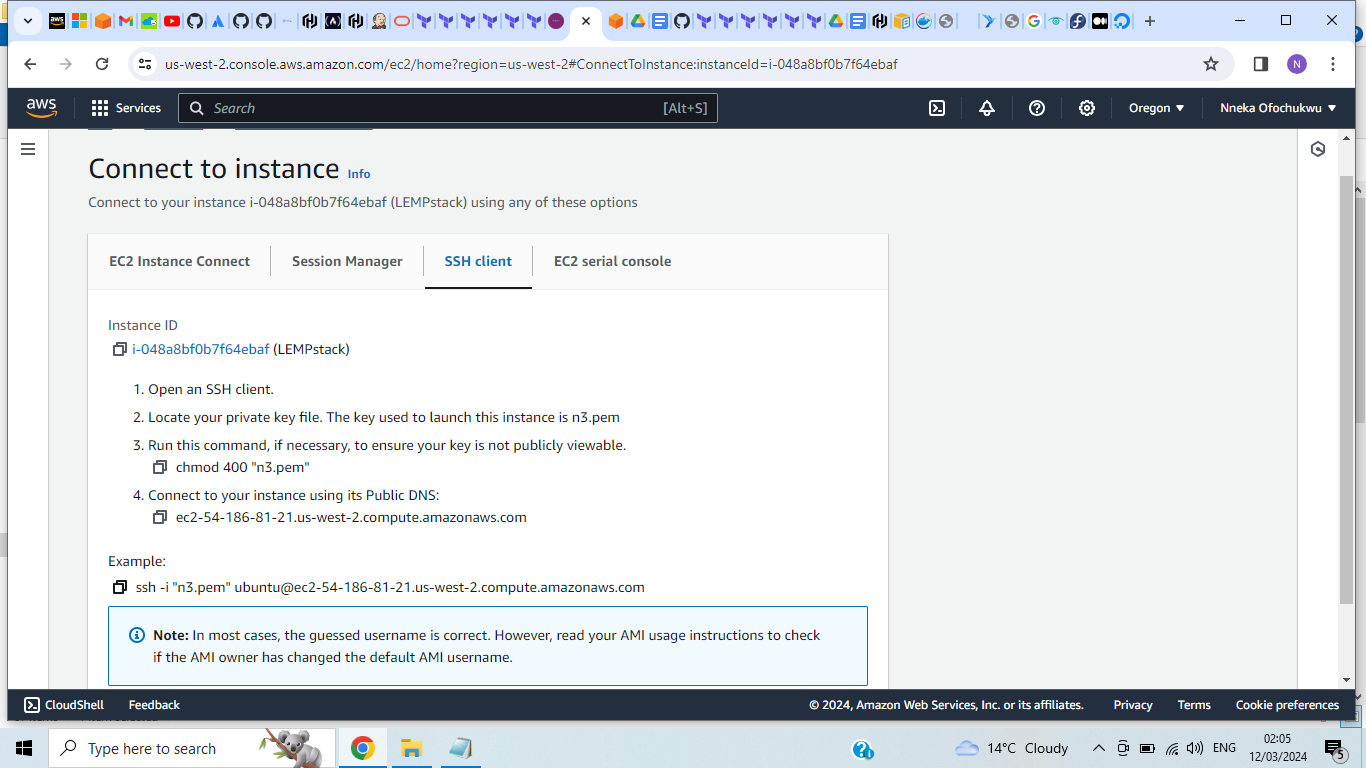 us-west-2.console.aws.amazon.com/ec2/home?region=us-west-2#ConnectToInstance:instanceId=i-048a8bf0b7f64ebaf
N
aws
Services
Search
[Alt+S]
Oregon
Nneka Ofochukwu
Connect to instance Info
Connect to your instance i-048a8bf0b7f64ebaf (LEMPstack) using any of these options
EC2 Instance Connect
Session Manager
SSH client
EC2 serial console
Instance ID
i-048a8bf0b7f64ebaf (LEMPstack)
1. Open an SSH client.
2. Locate your private key file. The key used to launch this instance is n3.pem
3. Run this command, if necessary, to ensure your key is not publicly viewable.
chmod 400 "n3.pem"
4. Connect to your instance using its Public DNS:
ec2-54-186-81-21.us-west-2.compute.amazonaws.com
Example:
ssh -i "n3.pem" ubuntu@ec2-54-186-81-21.us-west-2.compute.amazonaws.com
Note: In most cases, the guessed username is correct. However, read your AMI usage instructions to check
if the AMI owner has changed the default AMI username.
CloudShell
Feedback
© 2024, Amazon Web Services, Inc. or its affiliates.
Privacy
Terms
Cookie preferences
Type here to search
14°C Cloudy
ENG
02:05
12/03/2024
5